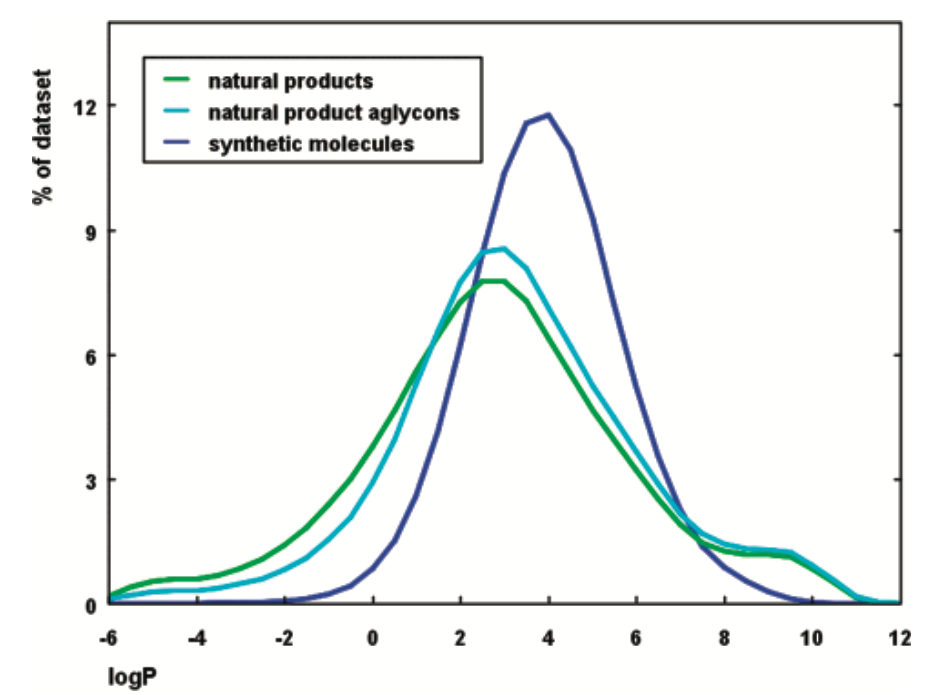 % of dataset
natural products
natural product aglycons
synthetic molecules
12
9
6
3
0
-6 -4 -2 0 2 4 6 8 10 12
logP